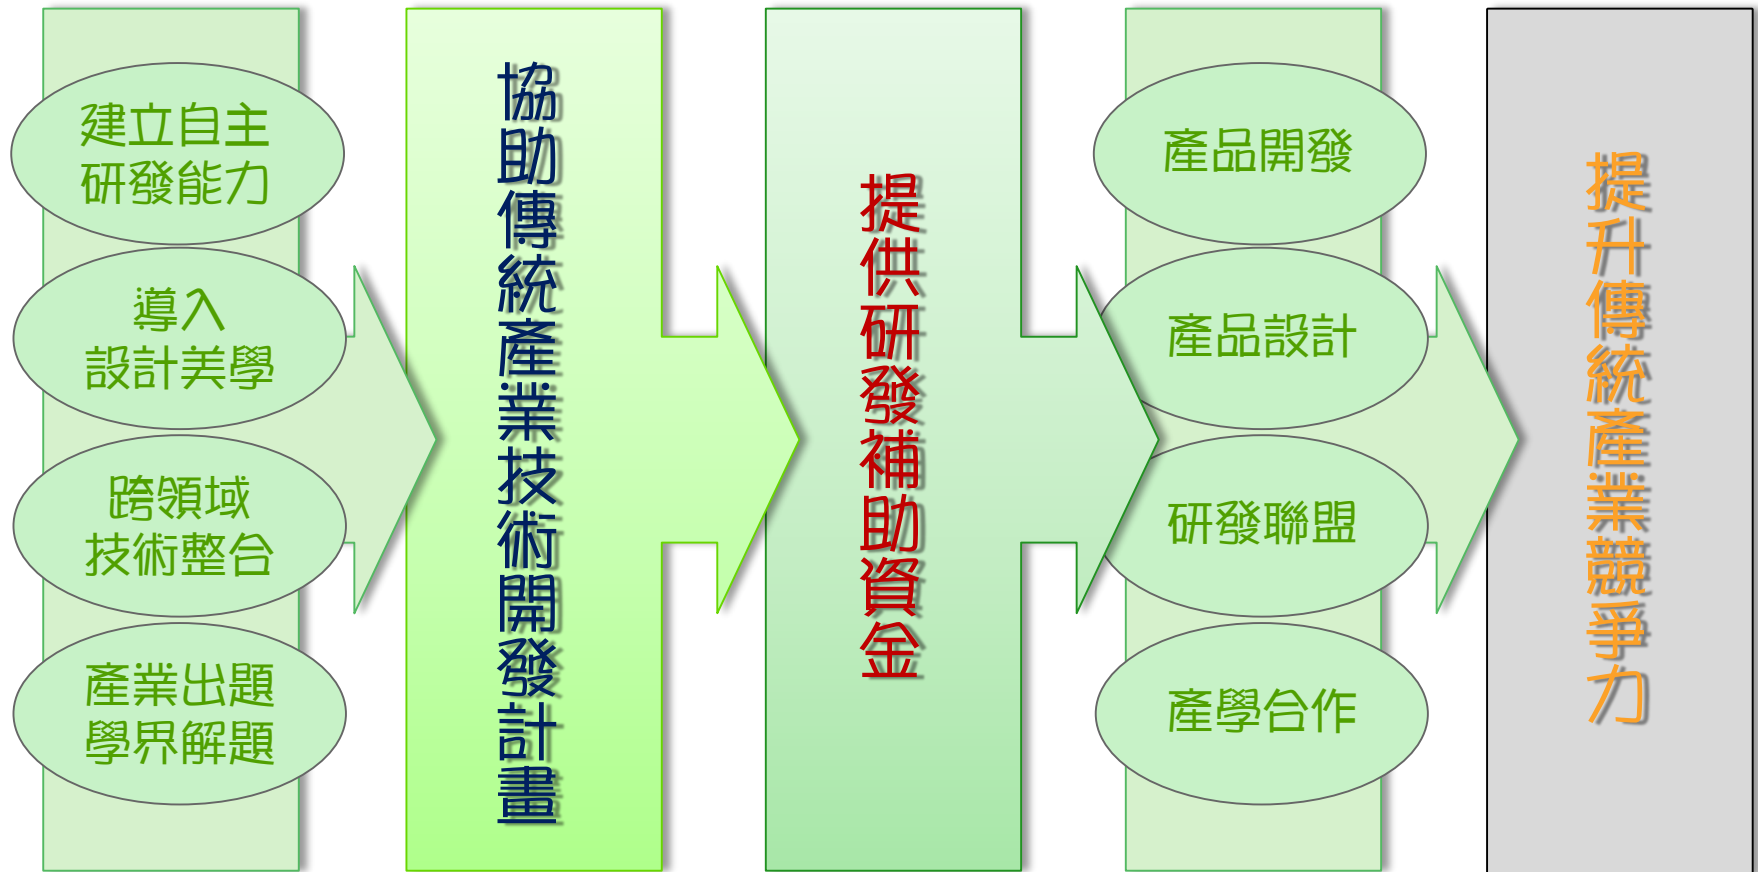 建立自主
研發能力
導入
設計美學
跨領域
技術整合
產業出題
學界解題
協助傳統產業技術開發計畫
提供研發補助資金
產品開發
產品設計
研發聯盟
產學合作
提升傳統產業競爭力